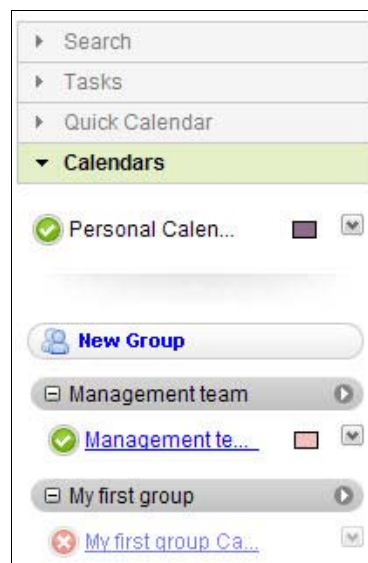 Search
Tasks
Quick Calendar
Calendars
Personal Calen...
New Group
Management team
Management te...
My first group
My first group Ca...